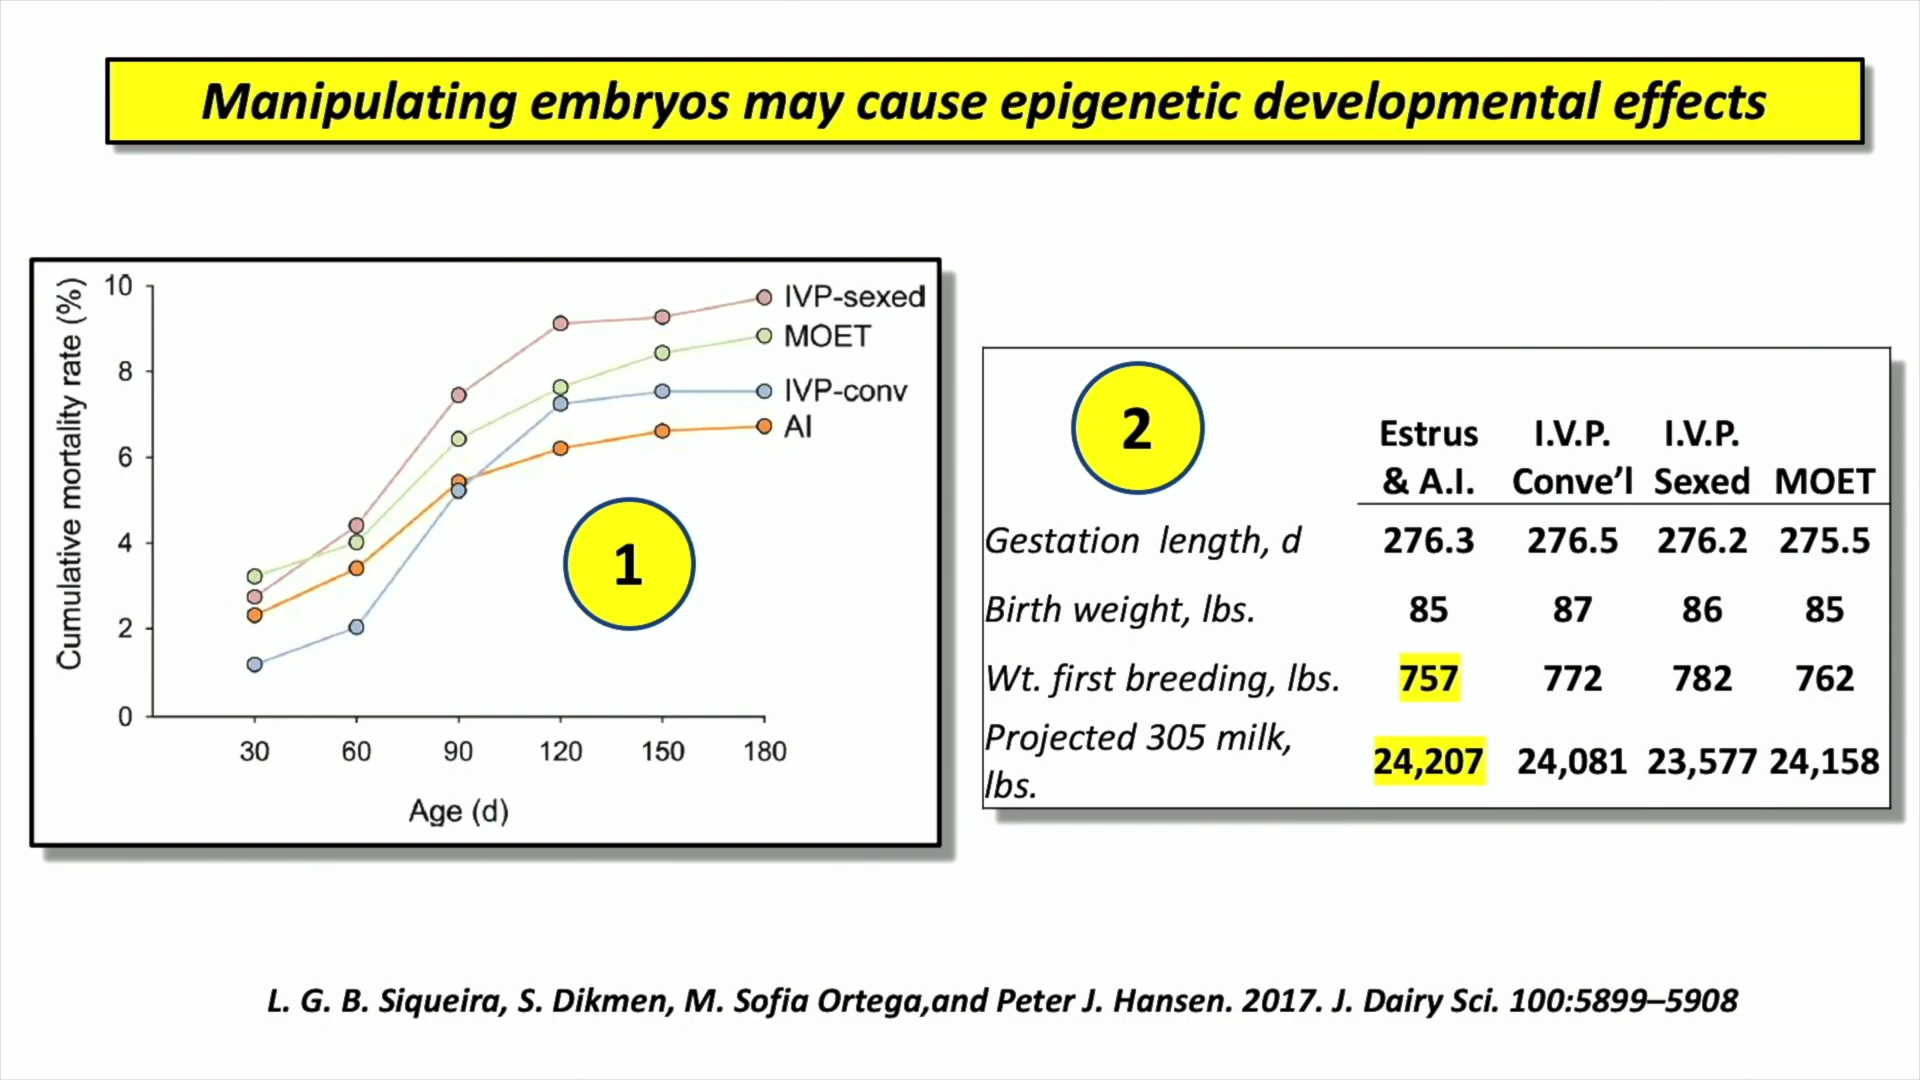 Manipulating embryos may cause epigenetic developmental effects
Cumulative mortality rate (%)
10
8
6
4
2
0
30 60 90 120 150 180
Age (d)
IVP-sexed
MOET
IVP-conv
AI
1
2
Estrus & A.I. I.V.P. Conve’l I.V.P. Sexed MOET
Gestation length, d 276.3 276.5 276.2 275.5
Birth weight, lbs. 85 87 86 85
Wt. first breeding, lbs. 757 772 782 762
Projected 305 milk, lbs. 24,207 24,081 23,577 24,158
L. G. B. Siqueira, S. Dikmen, M. Sofia Ortega,and Peter J. Hansen. 2017. J. Dairy Sci. 100:5899–5908